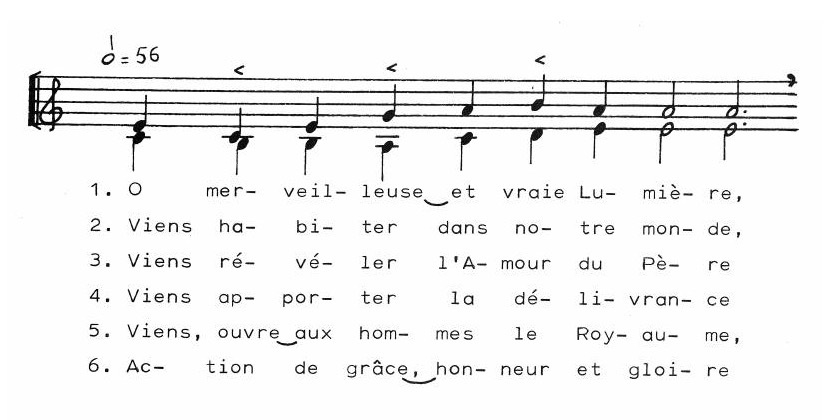 = 56
1. O mer- veil- leuse‿et vraie Lu- miè- re,
2. Viens ha- bi- ter dans no- tre mon- de,
3. Viens ré- vé- ler l'A- mour du Pè- re
4. Viens ap- por- ter la dé- li- vran- ce
5. Viens, ouvre‿aux hom- mes le Roy- au- me,
6. Ac- tion de grâce,‿hon- neur et gloi- re